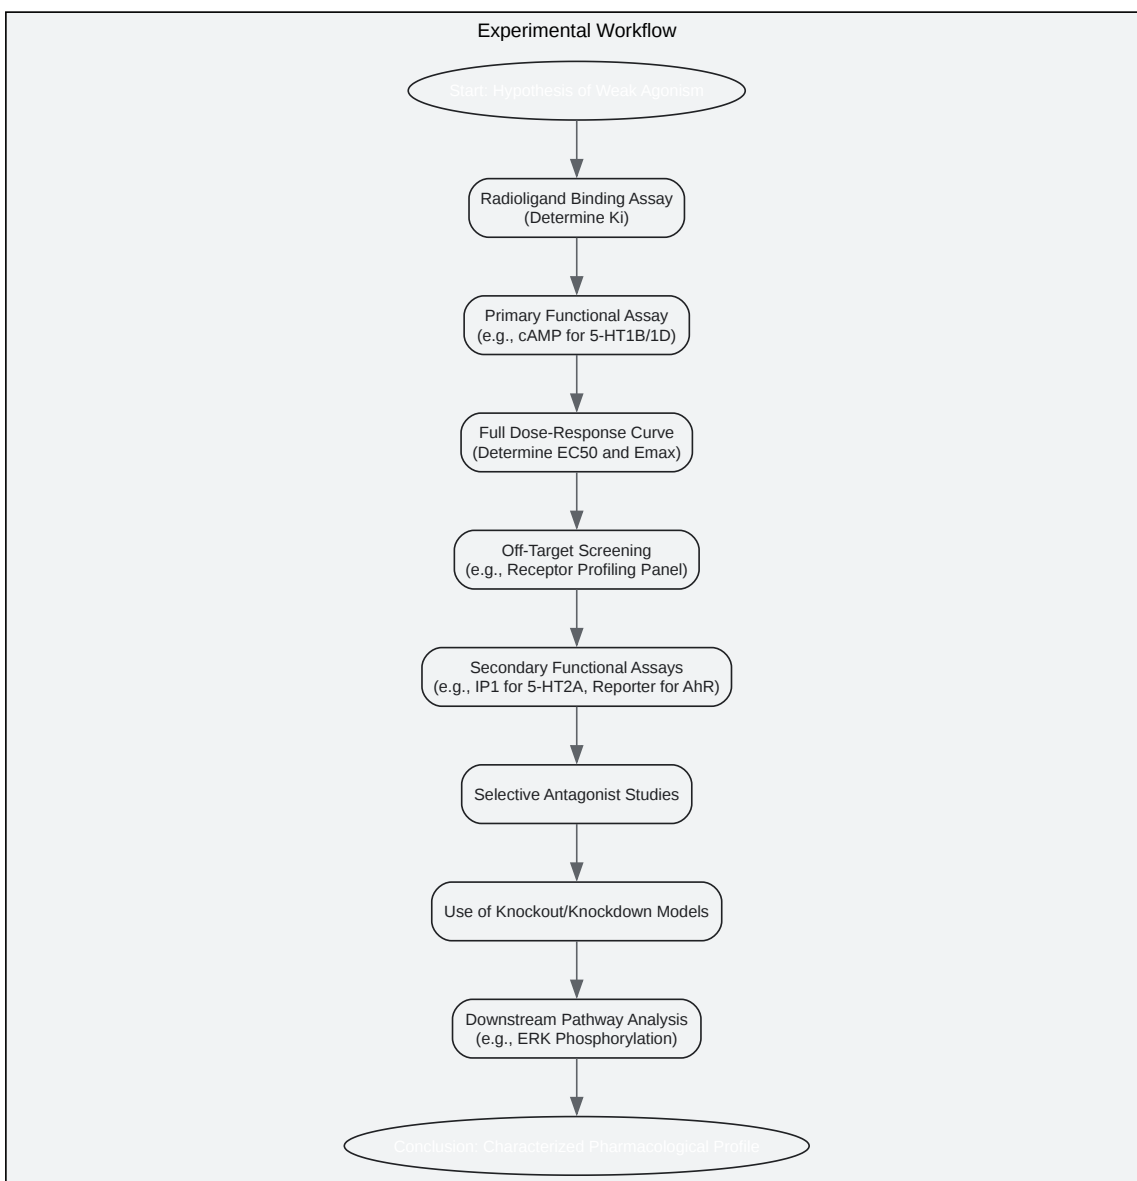 Experimental Workflow
Start: Hypothesis of Weak Agonism
Radioligand Binding Assay
(Determine Ki)
Primary Functional Assay
(e.g., cAMP for 5-HT1B/1D)
Full Dose-Response Curve
(Determine EC50 and Emax)
Off-Target Screening
(e.g., Receptor Profiling Panel)
Secondary Functional Assays
(e.g., IP1 for 5-HT2A, Reporter for AhR)
Selective Antagonist Studies
Use of Knockout/Knockdown Models
Downstream Pathway Analysis
(e.g., ERK Phosphorylation)
Conclusion: Characterized Pharmacological Profile